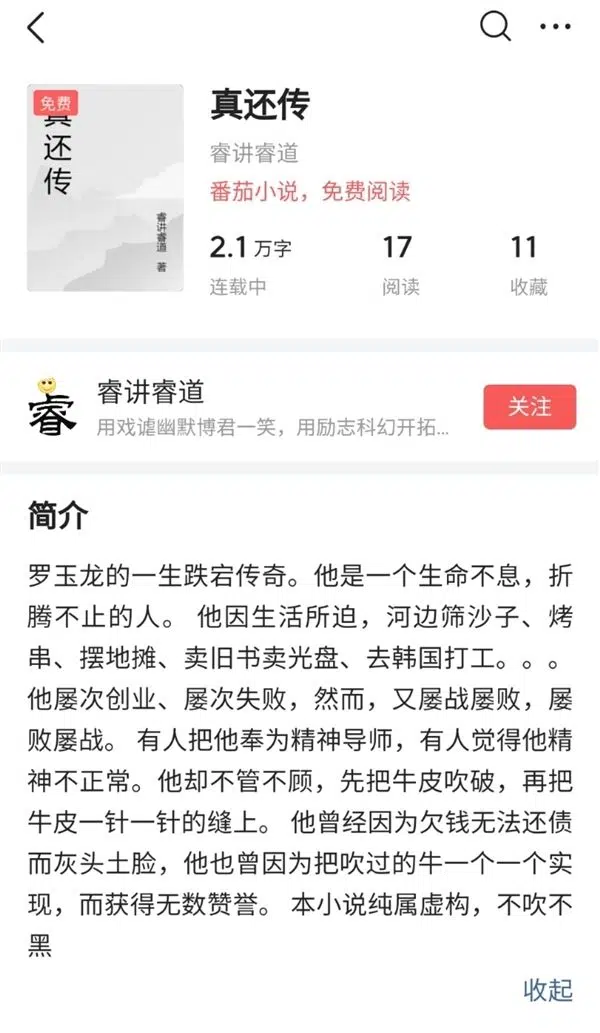 真还传
睿讲睿道
番茄小说，免费阅读
2.1 万字
17
11
连载中
阅读
收藏
免费
真还传
睿讲睿道 著
睿
睿讲睿道
用戏谑幽默博君一笑，用励志科幻开拓...
关注
简介
罗玉龙的一生跌宕传奇。他是一个生命不息，折
腾不止的人。 他因生活所迫，河边筛沙子、烤
串、摆地摊、卖旧书卖光盘、去韩国打工。。。
他屡次创业、屡次失败，然而，又屡战屡败，屡
败屡战。 有人把他奉为精神导师，有人觉得他精
神不正常。他却不管不顾，先把牛皮吹破，再把
牛皮一针一针的缝上。 他曾经因为欠钱无法还债
而灰头土脸，他也曾因为把吹过的牛一个一个实
现，而获得无数赞誉。 本小说纯属虚构，不吹不
黑
收起